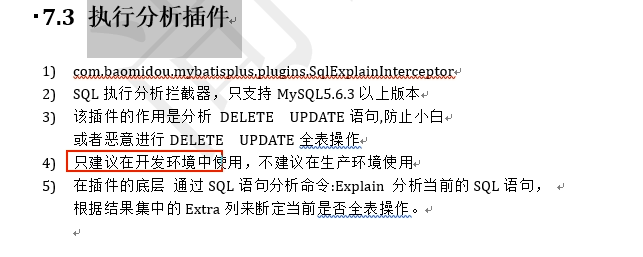 7.3 执行分析插件
1) com.baomidou.mybatisplus.plugins.SqlExplainInterceptor
2) SQL 执行分析拦截器，只支持 MySQL5.6.3 以上版本
3) 该插件的作用是分析 DELETE UPDATE 语句,防止小白
或者恶意进行 DELETE UPDATE 全表操作
4) 只建议在开发环境中使用，不建议在生产环境使用
5) 在插件的底层 通过 SQL 语句分析命令:Explain 分析当前的 SQL 语句，
根据结果集中的 Extra 列来断定当前是否全表操作。